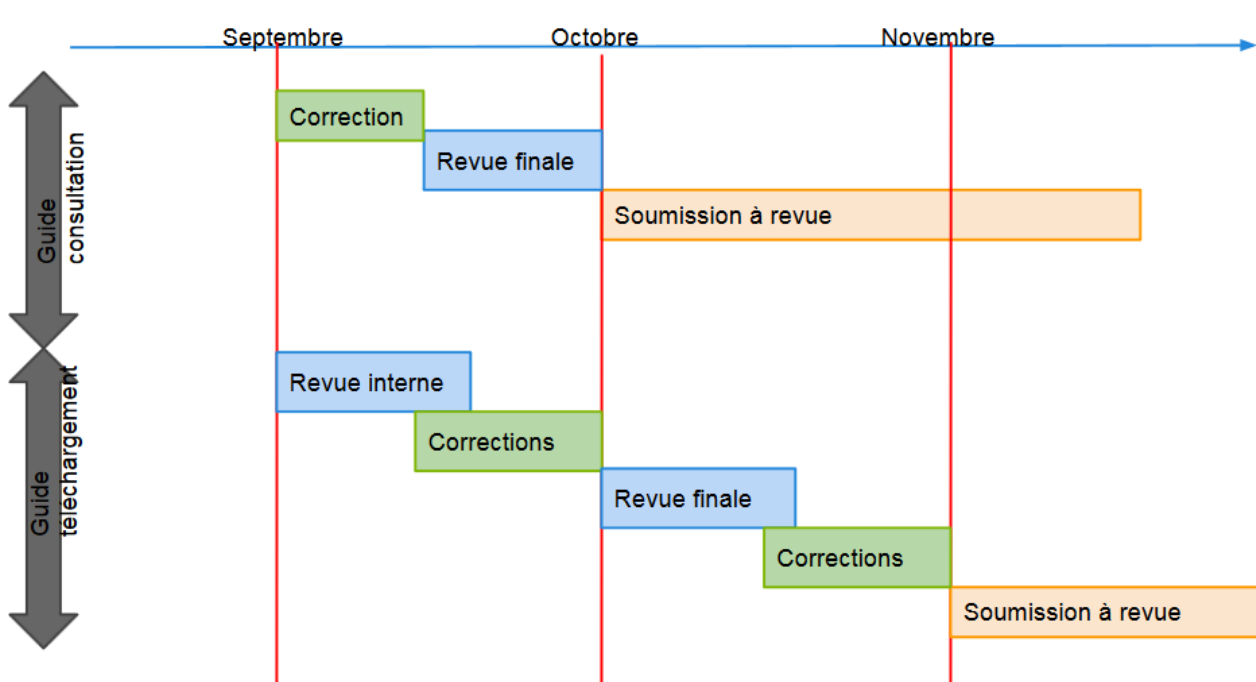 Septembre
Octobre
Novembre
Correction
Revue finale
Soumission à revue
Guide
consultation
Revue interne
Corrections
Revue finale
Corrections
Soumission à revue
Guide
téléchargement